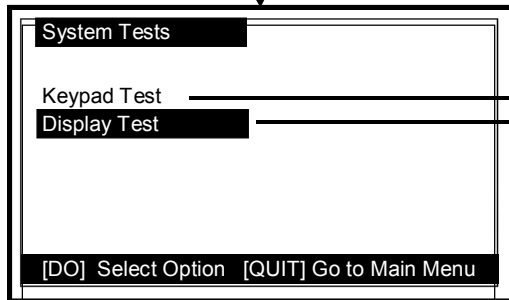 System Tests
Keypad Test
Display Test
[DO] Select Option [QUIT] Go to Main Menu